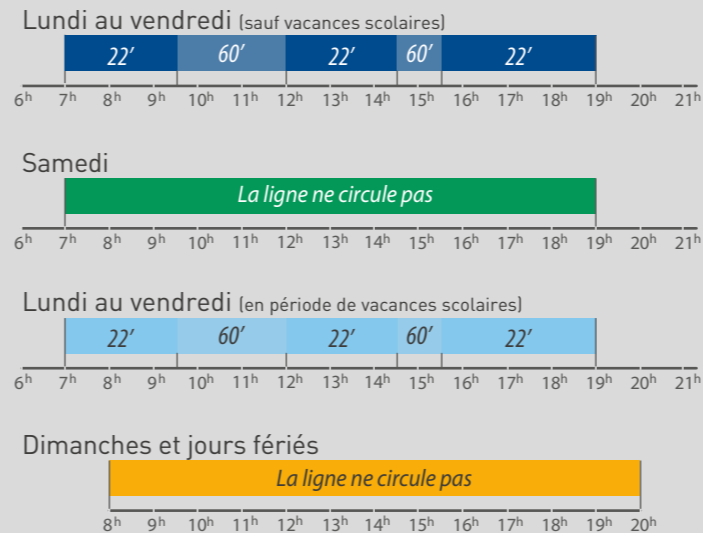 Lundi au vendredi (sauf vacances scolaires)
22' 60' 22' 60' 22'
6h 7h 8h 9h 10h 11h 12h 13h 14h 15h 16h 17h 18h 19h 20h 21h
Samedi
La ligne ne circule pas
6h 7h 8h 9h 10h 11h 12h 13h 14h 15h 16h 17h 18h 19h 20h 21h
Lundi au vendredi (en période de vacances scolaires)
22' 60' 22' 60' 22'
6h 7h 8h 9h 10h 11h 12h 13h 14h 15h 16h 17h 18h 19h 20h 21h
Dimanches et jours fériés
La ligne ne circule pas
8h 9h 10h 11h 12h 13h 14h 15h 16h 17h 18h 19h 20h